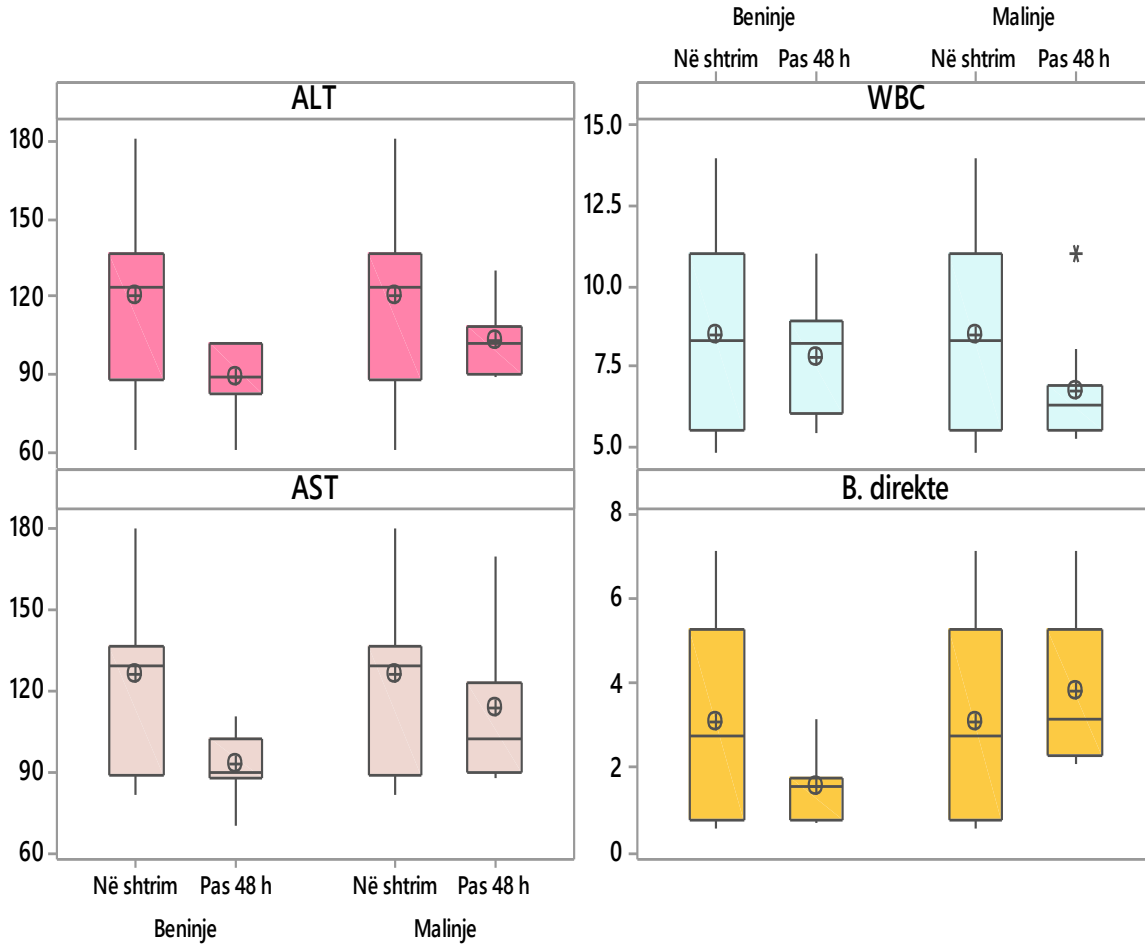 Beninje Malinje
Në shtrim Pas 48 h Në shtrim Pas 48 h
ALT
180
150
120
90
60
WBC
15.0
12.5
10.0
7.5
5.0
AST
180
150
120
90
60
B. direkte
8
6
4
2
0
Në shtrim Pas 48 h Në shtrim Pas 48 h
Beninje Malinje